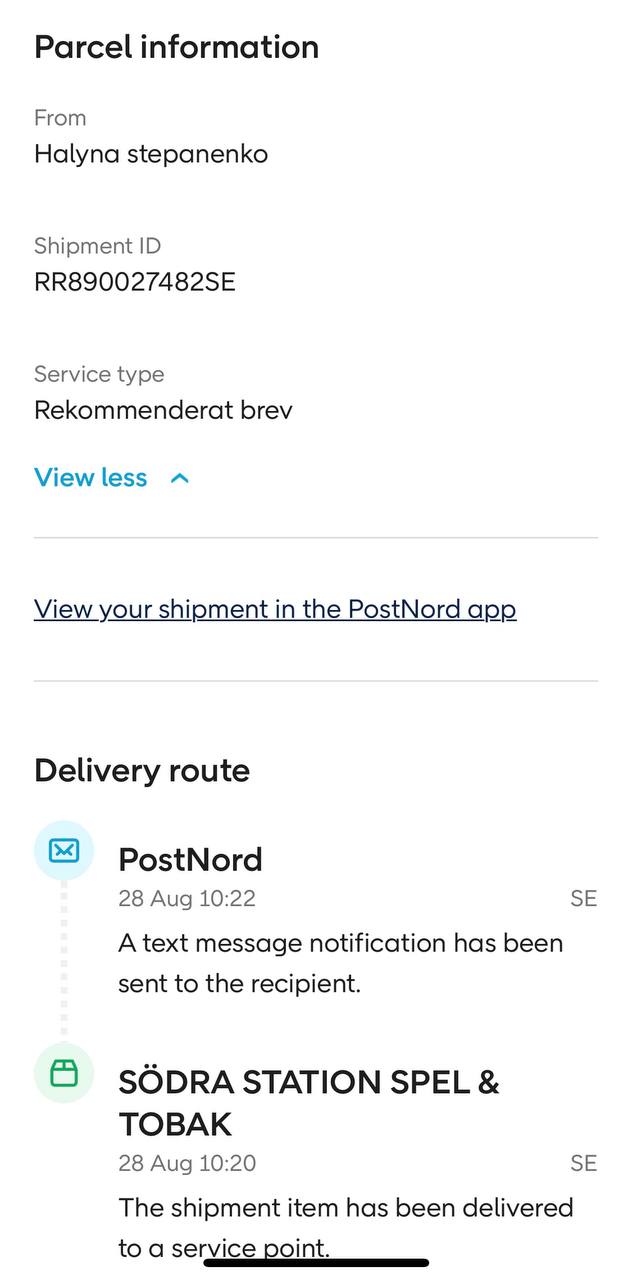 Parcel information
From
Halyna stepanenko
Shipment ID
RR890027482SE
Service type
Rekommenderat brev
View less
View your shipment in the PostNord app
Delivery route
PostNord
28 Aug 10:22 SE
A text message notification has been
sent to the recipient.
SÖDRA STATION SPEL &
TOBAK
28 Aug 10:20 SE
The shipment item has been delivered
to a service point.